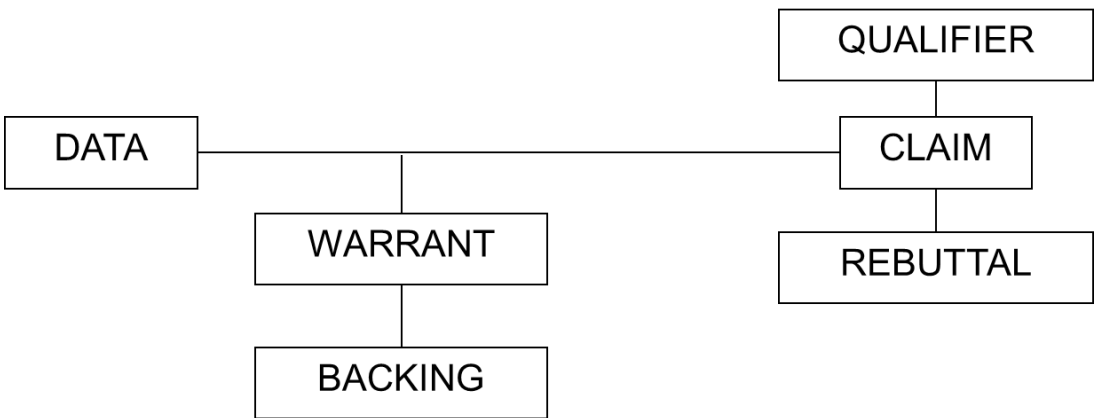 QUALIFIER
DATA
CLAIM
WARRANT
REBUTTAL
BACKING